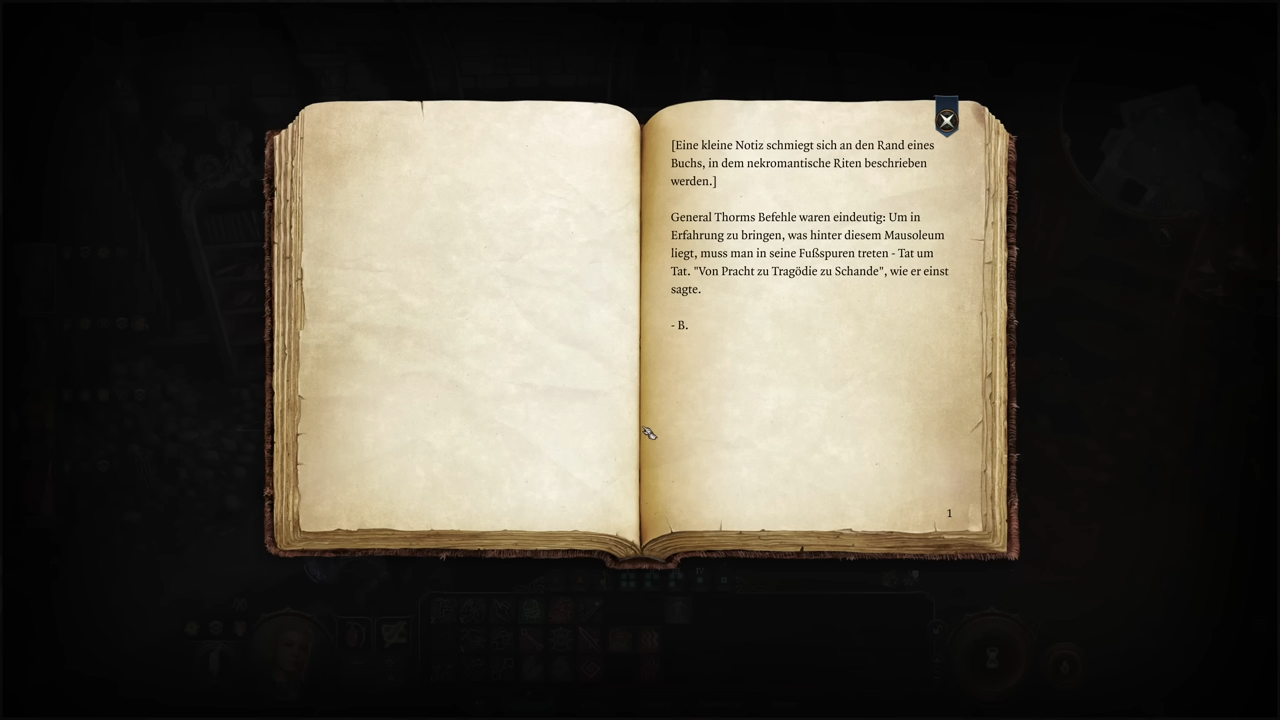 [Eine kleine Notiz schmiegt sich an den Rand eines
Buchs, in dem nekromantische Riten beschrieben
werden.]
General Thorms Befehle waren eindeutig: Um in
Erfahrung zu bringen, was hinter diesem Mausoleum
liegt, muss man in seine Fußspuren treten - Tat um
Tat. "Von Pracht zu Tragödie zu Schande", wie er einst
sagte.
- B.
1